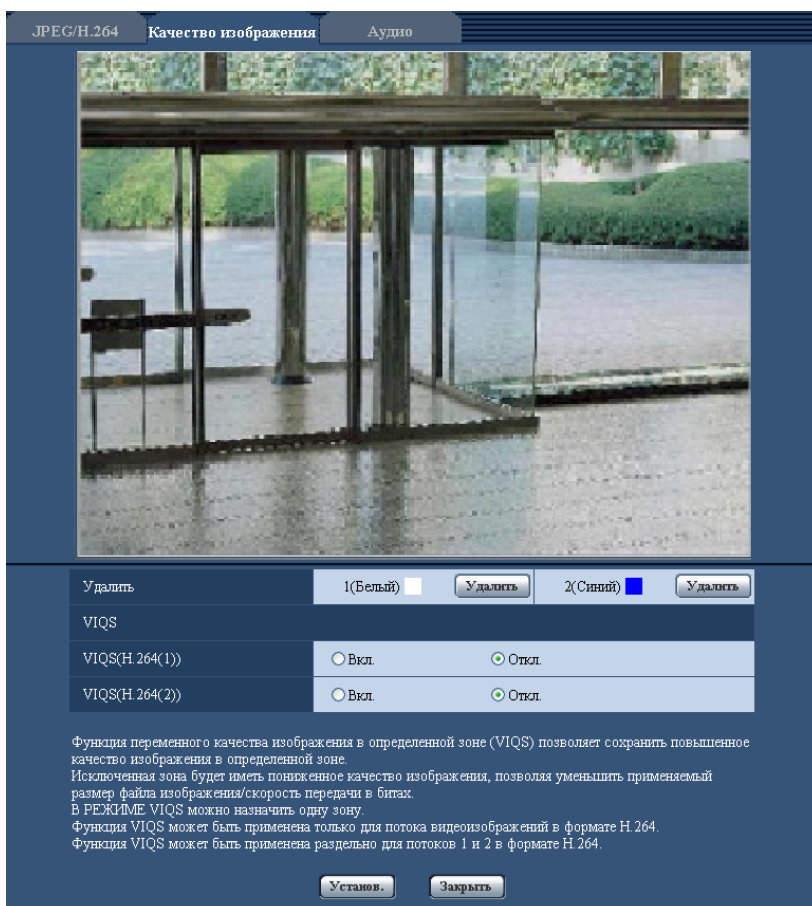 JPEG/H.264 Качество изображения Аудио
Удалить 1(Белый) Удалить 2(Синий) Удалить
VIQS
VIQS(H.264(1)) Вкл. Откл.
VIQS(H.264(2)) Вкл. Откл.
Функция переменного качества изображения в определенной зоне (VIQS) позволяет сохранить повышенное
качество изображения в определенной зоне.
Исключенная зона будет иметь пониженное качество изображения, позволяя уменьшить применяемый
размер файла изображения/скорость передачи в битах.
В РЕЖИМЕ VIQS можно назначить одну зону.
Функция VIQS может быть применена только для потока видеоизображений в формате H.264.
Функция VIQS может быть применена раздельно для потоков 1 и 2 в формате H.264.
Установ. Закрыть